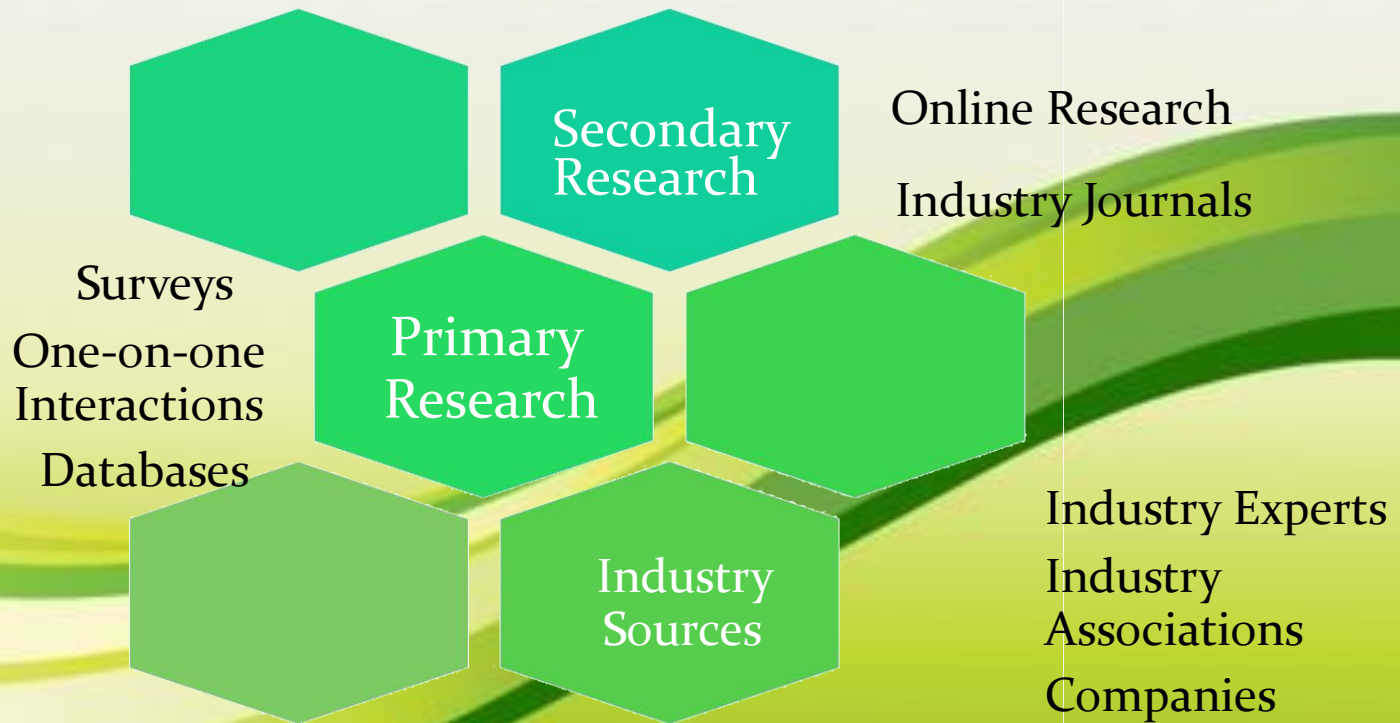 Secondary
Research
Online Research
Industry Journals
Surveys
One-on-one
Interactions
Databases
Primary
Research
Industry
Sources
Industry Experts
Industry
Associations
Companies